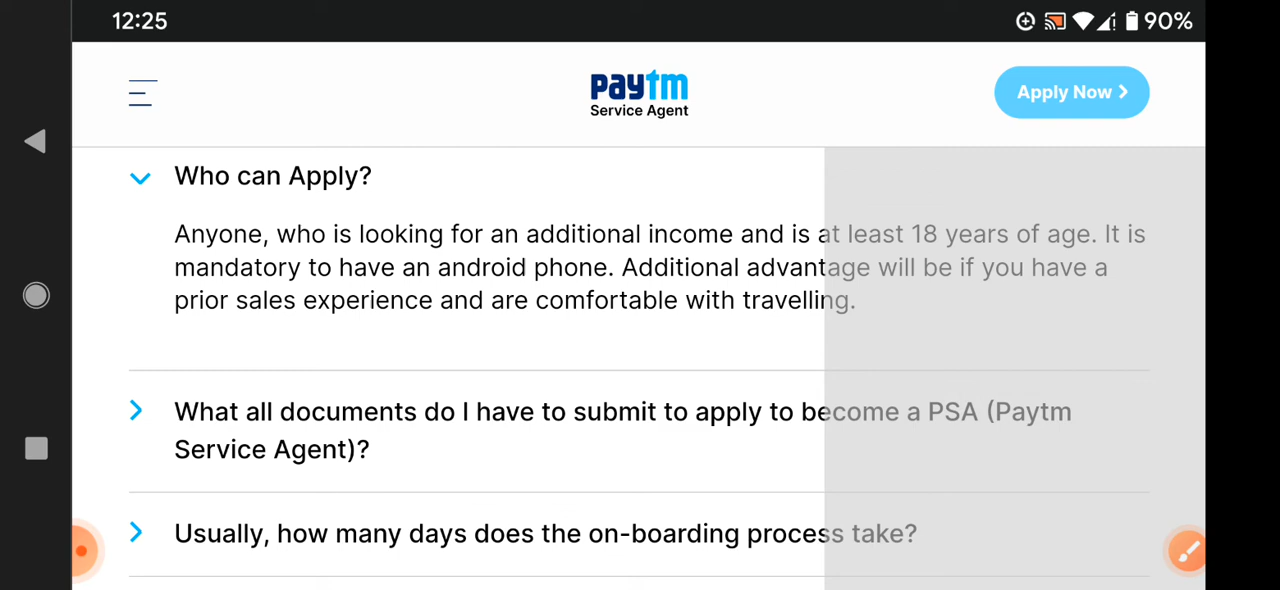 12:25
90%
paytm
Service Agent
Apply Now
Who can Apply?
Anyone, who is looking for an additional income and is at least 18 years of age. It is
mandatory to have an android phone. Additional advantage will be if you have a
prior sales experience and are comfortable with travelling.
What all documents do I have to submit to apply to become a PSA (Paytm
Service Agent)?
Usually, how many days does the on-boarding process take?